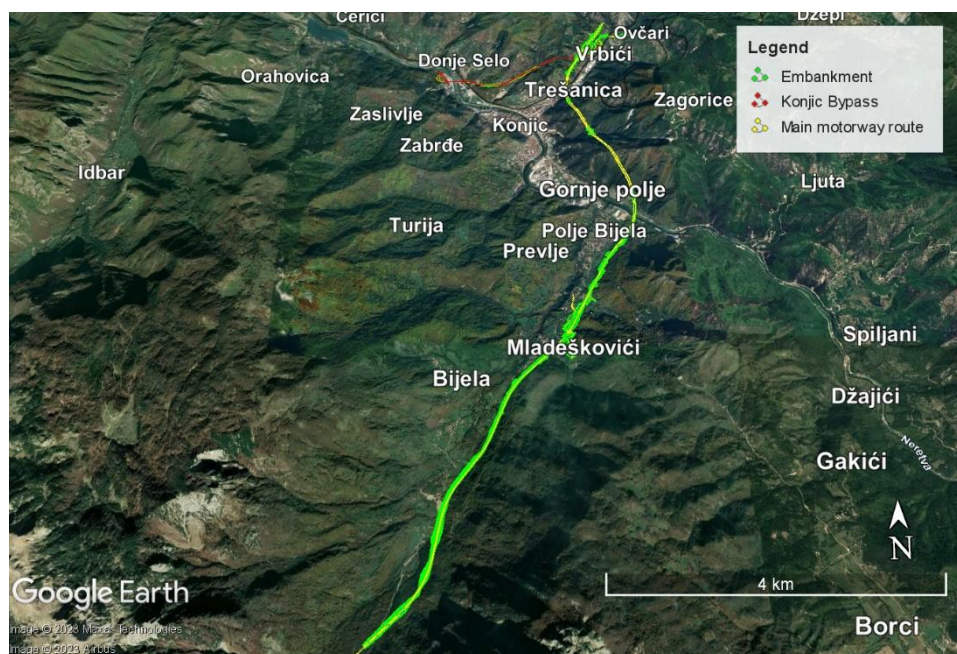 Čerići
Džepi
Ovčari
Vrbići
Donje Selo
Orahovica
Trešanica
Zaslivlje
Zagorice
Konjic
Zabrđe
Idbar
Ljuta
Gornje polje
Turija
Polje Bijela
Prevlje
Spiljani
Mladeškovići
Bijela
Džajići
Neretva
Gakići
Borci
Legend
Embankment
Konjic Bypass
Main motorway route
N
4 km
Google Earth
Image © 2023 Maxar Technologies
Image © 2023 Airbus